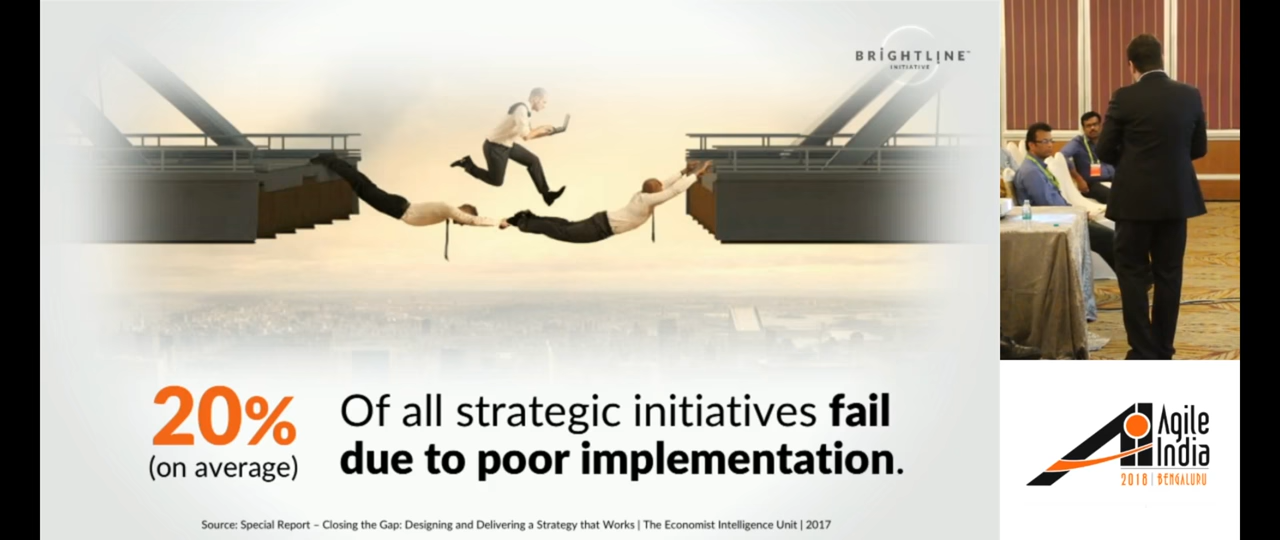 BRIGHTLINE™
INITIATIVE
20%
(on average)
Of all strategic initiatives fail
due to poor implementation.
Source: Special Report – Closing the Gap: Designing and Delivering a Strategy that Works | The Economist Intelligence Unit | 2017
Agile
India
2018 | BENGALURU